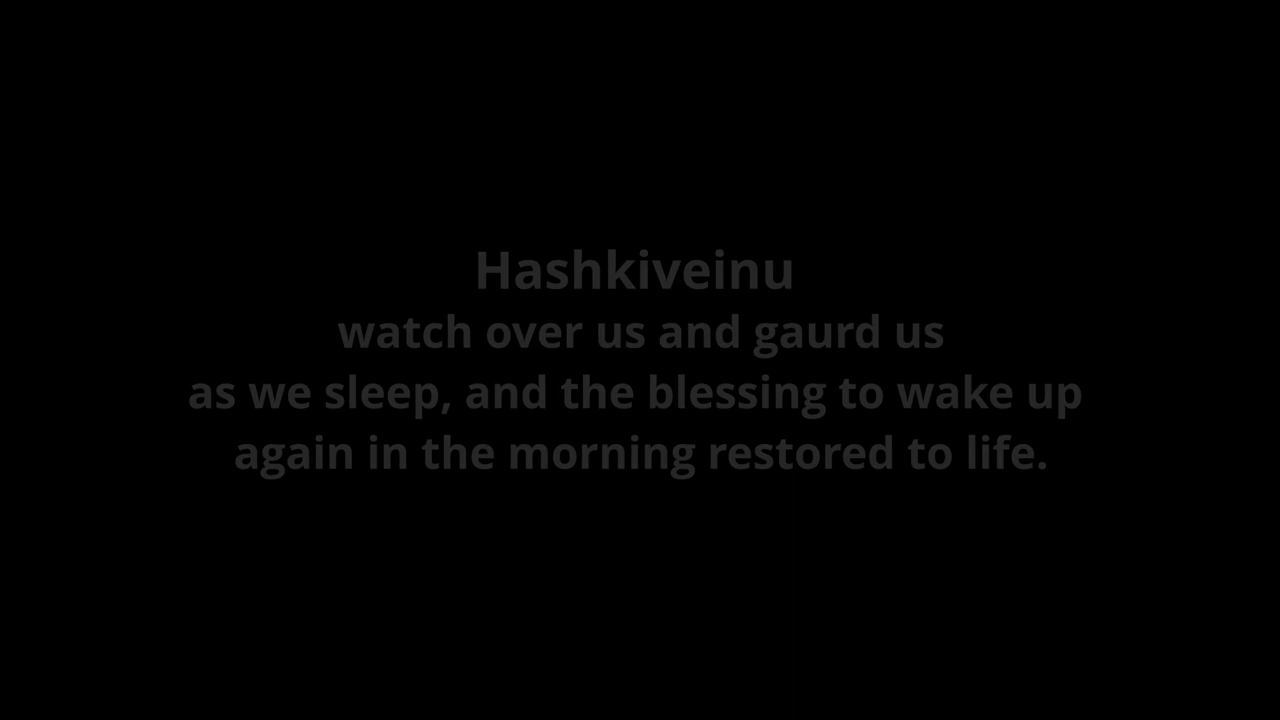 Hashkiveinu
watch over us and gaurd us
as we sleep, and the blessing to wake up
again in the morning restored to life.